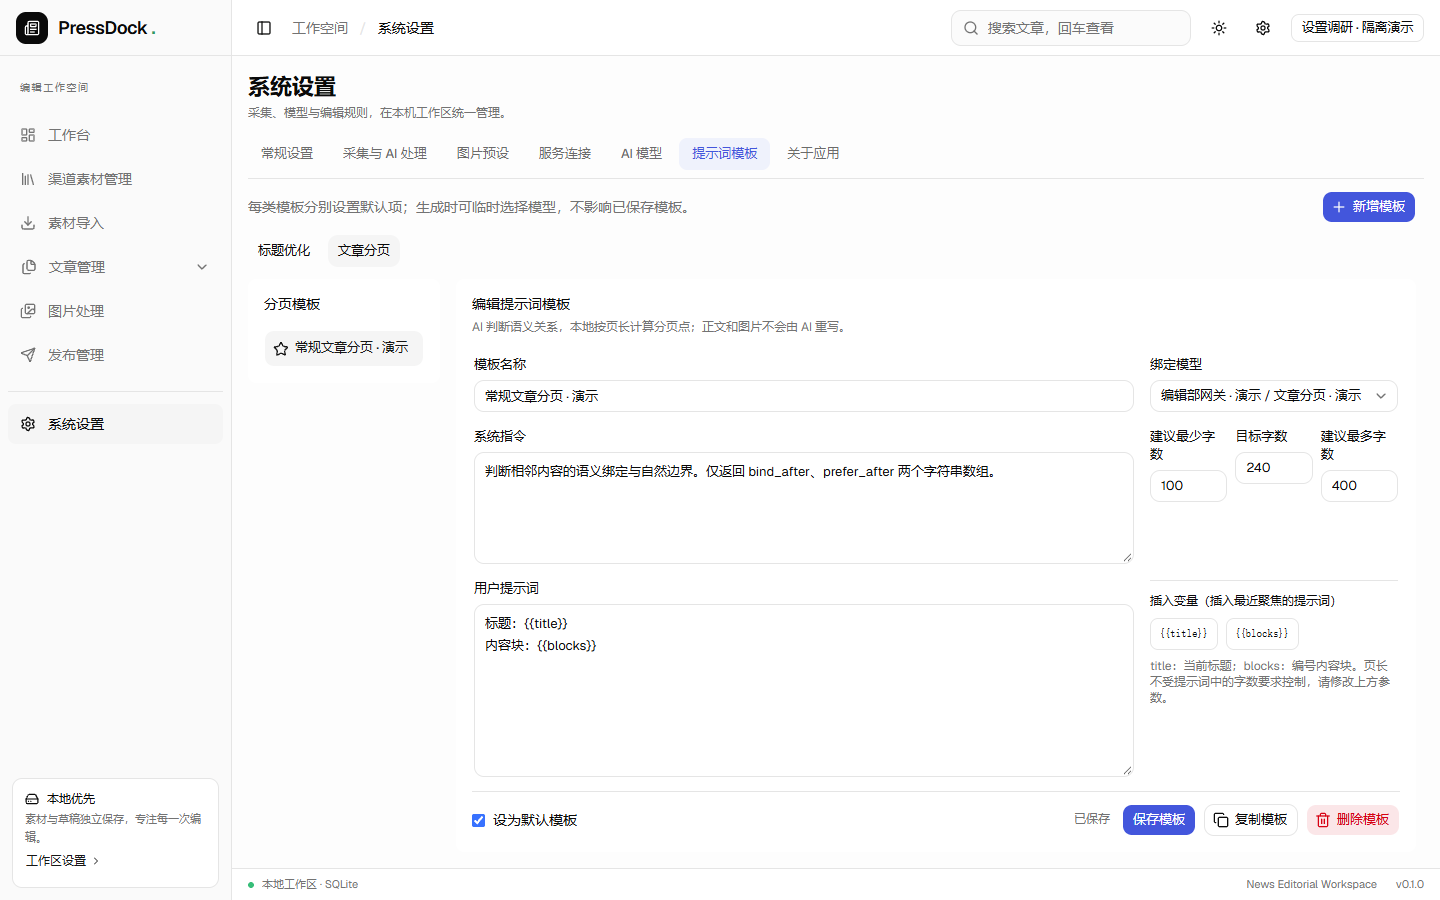 PressDock.
工作空间 / 系统设置
搜索文章，回车查看
设置调研 · 隔离演示
编辑工作空间
工作台
渠道素材管理
素材导入
文章管理
图片处理
发布管理
系统设置
本地优先
素材与草稿独立保存，专注每一次编
辑。
工作区设置
系统设置
采集、模型与编辑规则，在本机工作区统一管理。
常规设置
采集与 AI 处理
图片预设
服务连接
AI 模型
提示词模板
关于应用
每类模板分别设置默认项；生成时可临时选择模型，不影响已保存模板。
新增模板
标题优化
文章分页
分页模板
常规文章分页 · 演示
编辑提示词模板
AI 判断语义关系，本地按页长计算分页点；正文和图片不会由 AI 重写。
模板名称
常规文章分页 · 演示
绑定模型
编辑部网关 · 演示 / 文章分页 · 演示
系统指令
判断相邻内容的语义绑定与自然边界。仅返回 bind_after、prefer_after 两个字符串数组。
建议最少字
数
100
目标字数
240
建议最多字
数
400
用户提示词
标题：{{title}}
内容块：{{blocks}}
插入变量（插入最近聚焦的提示词）
{{title}}
{{blocks}}
title：当前标题；blocks：编号内容块。页长
不受提示词中的字数要求控制，请修改上方参
数。
设为默认模板
已保存
保存模板
复制模板
删除模板
本地工作区 · SQLite
News Editorial Workspace
v0.1.0